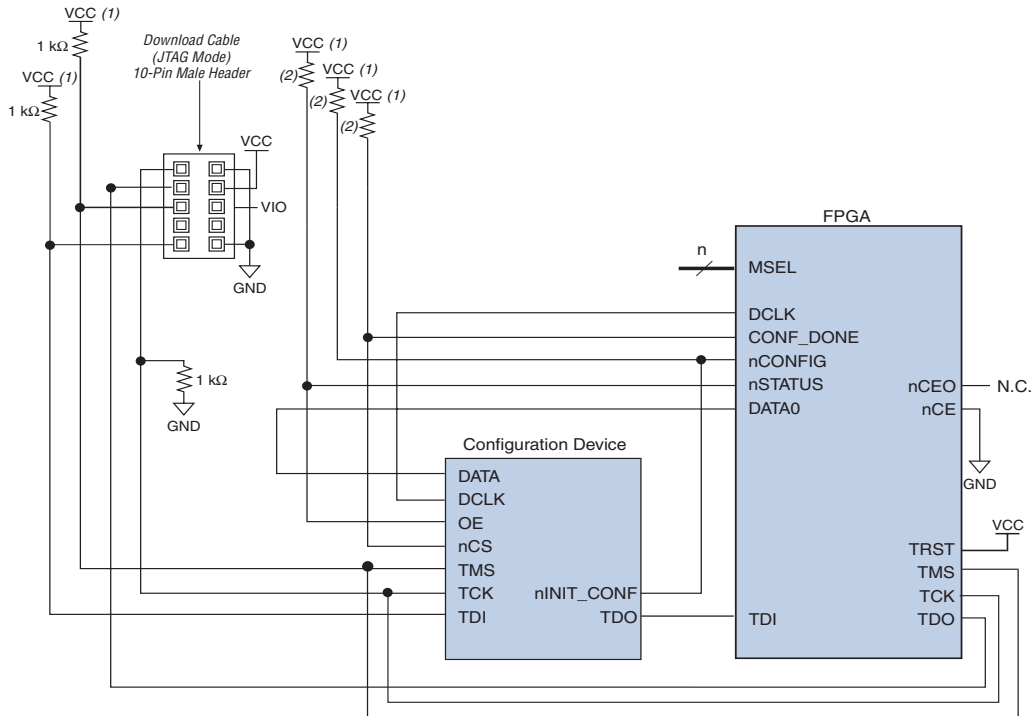 VCC (1)
1 kΩ
VCC (1)
1 kΩ
Download Cable
(JTAG Mode)
10-Pin Male Header
VCC (1)
(2)
VCC (1)
(2)
VCC (1)
(2)
VCC
VIO
GND
1 kΩ
GND
FPGA
n
MSEL
DCLK
CONF_DONE
nCONFIG
nSTATUS
DATA0
nCEO
N.C.
nCE
GND
VCC
TRST
TMS
TCK
TDO
TDI
Configuration Device
DATA
DCLK
OE
nCS
TMS
TCK
TDI
nINIT_CONF
TDO